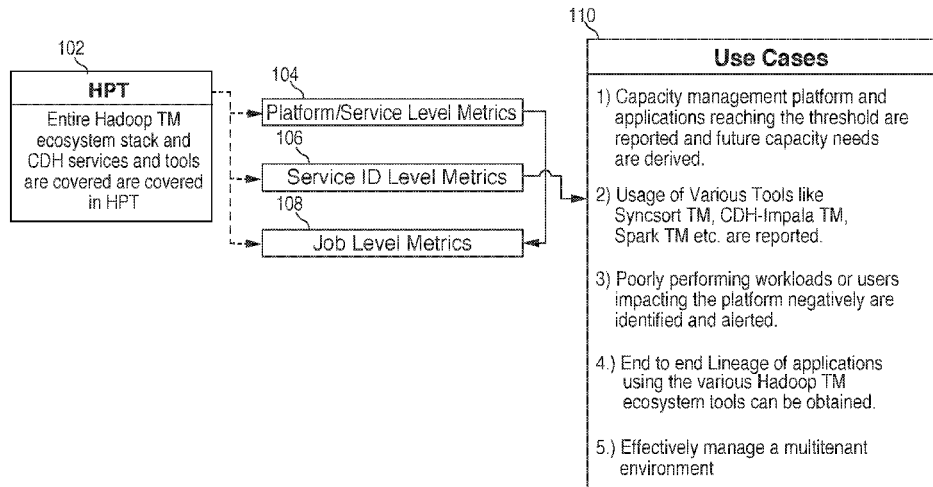 102
HPT
Entire Hadoop TM
ecosystem stack and
CDH services and tools
are covered are covered
in HPT
104
Platform/Service Level Metrics
106
Service ID Level Metrics
108
Job Level Metrics
110
Use Cases
1) Capacity management platform and
applications reaching the threshold are
reported and future capacity needs
are derived.
2) Usage of Various Tools like
Syncsort TM, CDH-Impala TM,
Spark TM etc. are reported.
3) Poorly performing workloads or users
impacting the platform negatively are
identified and alerted.
4.) End to end Lineage of applications
using the various Hadoop TM
ecosystem tools can be obtained.
5.) Effectively manage a multitenant
environment